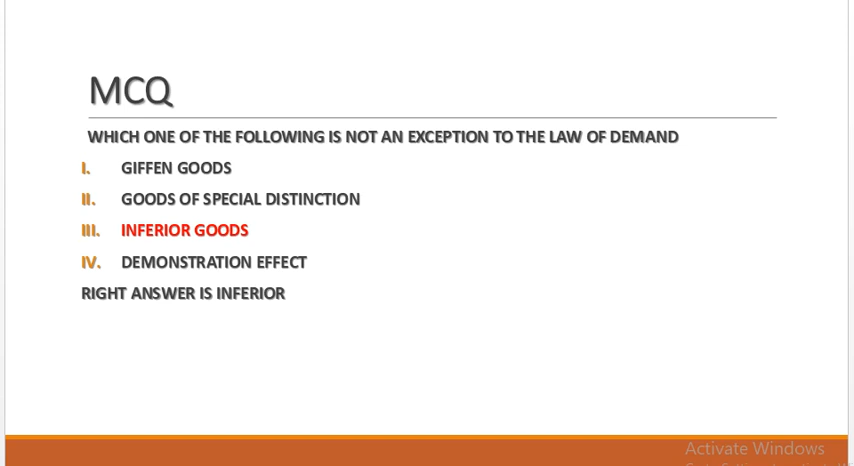 MCQ
WHICH ONE OF THE FOLLOWING IS NOT AN EXCEPTION TO THE LAW OF DEMAND
I. GIFFEN GOODS
II. GOODS OF SPECIAL DISTINCTION
III. INFERIOR GOODS
IV. DEMONSTRATION EFFECT
RIGHT ANSWER IS INFERIOR
Activate Windows